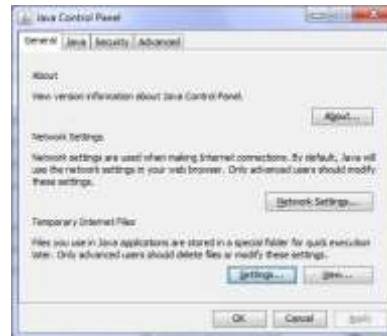 Java Control Panel
General Java Security Advanced
About
View version information about Java Control Panel.
About...
Network Settings
Network settings are used when making Internet connections. By default, Java will
use the network settings in your web browser. Only advanced users should modify
these settings.
Network Settings...
Temporary Internet Files
Files you use in Java applications are stored in a special folder for quick execution
later. Only advanced users should delete files or modify these settings.
Settings... View...
OK Cancel Apply